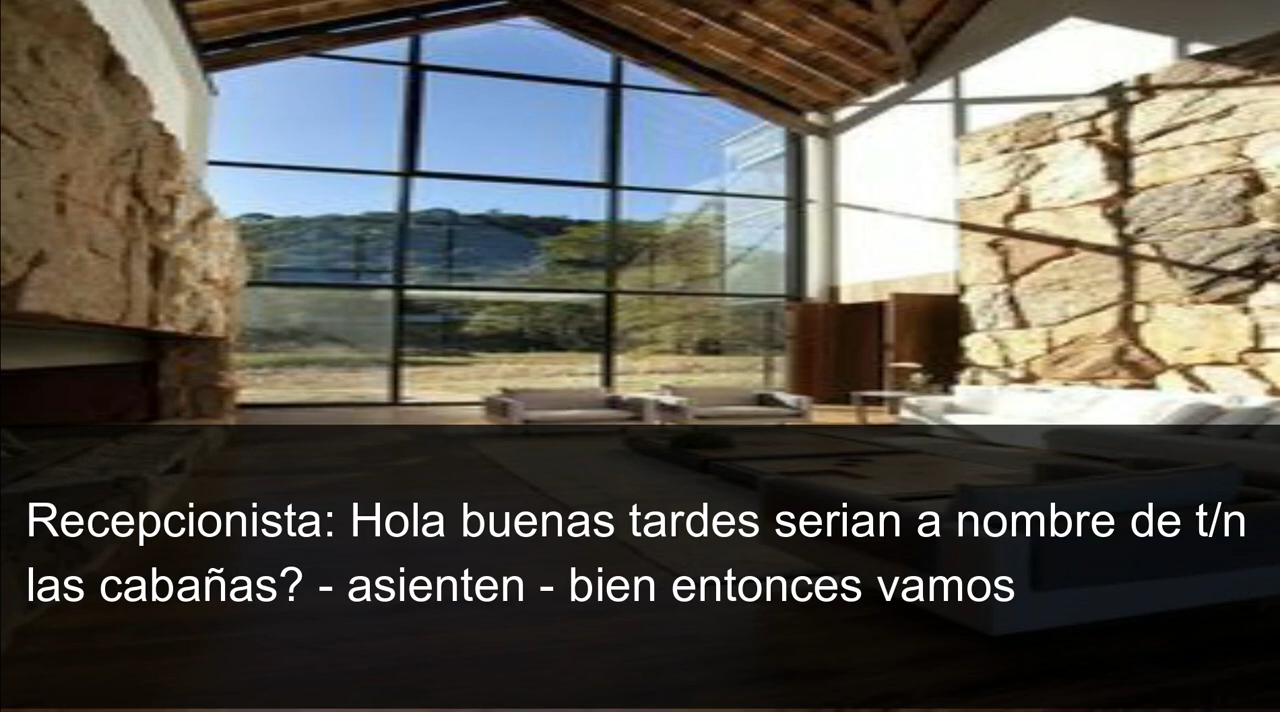 Recepcionista: Hola buenas tardes serian a nombre de t/n
las cabañas? - asienten - bien entonces vamos